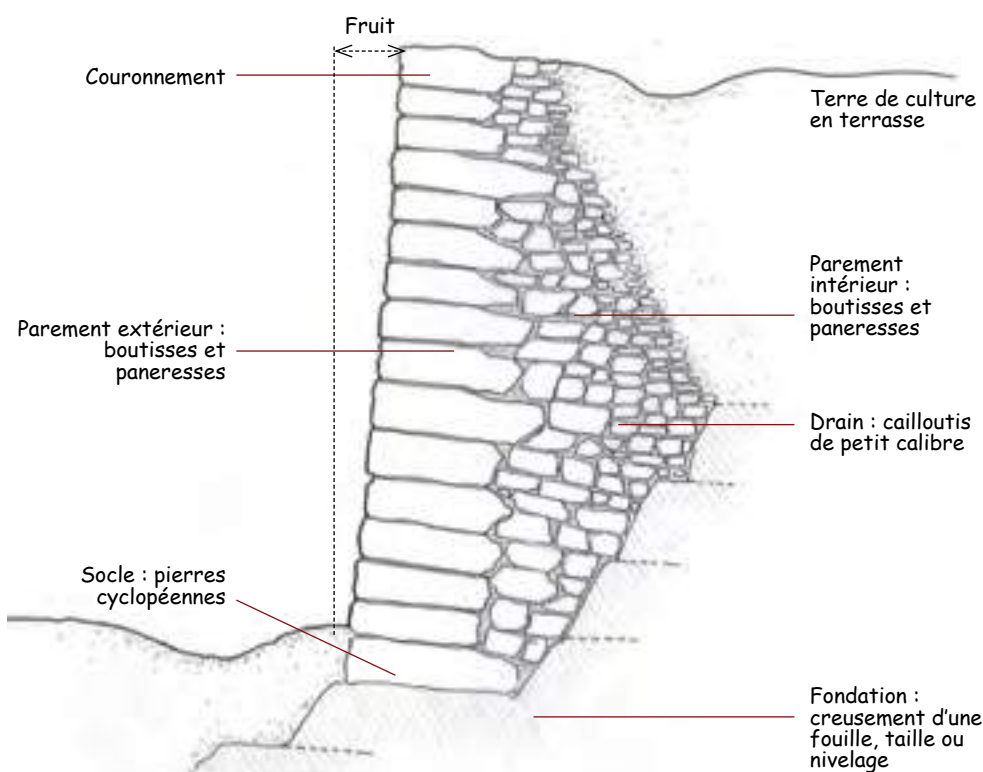 Fruit
Couronnement
Terre de culture
en terrasse
Parement
intérieur :
boutisses et
paneresses
Parement extérieur :
boutisses et
paneresses
Drain : cailloutis
de petit calibre
Socle : pierres
cyclopéennes
Fondation :
creusement d'une
fouille, taille ou
nivelage